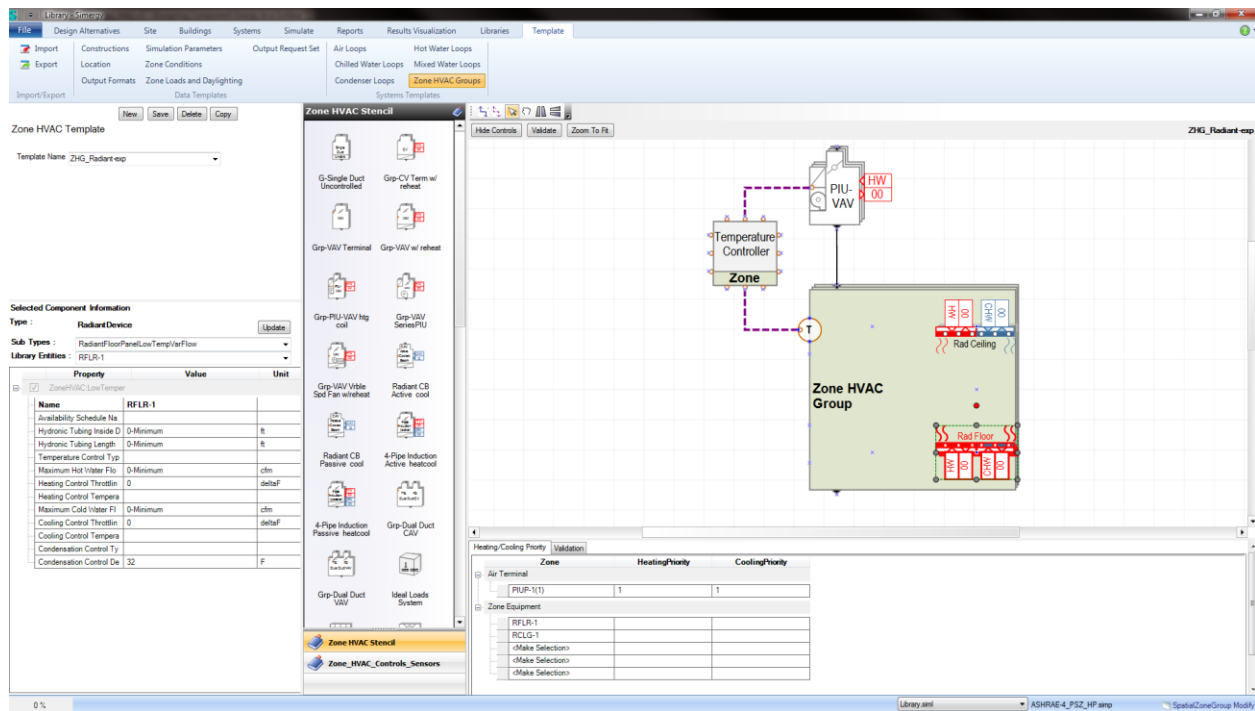 Library - Simergy
File Design Alternatives Site Buildings Systems Simulate Reports Results Visualization Libraries Template
Import Constructions Simulation Parameters Output Request Set Air Loops Hot Water Loops
Export Location Zone Conditions Chilled Water Loops Mixed Water Loops
Output Formats Zone Loads and Daylighting Condenser Loops Zone HVAC Groups
Import/Export Data Templates Systems Templates
New Save Delete Copy
Zone HVAC Template
Template Name ZHG_Radiant-exp
Selected Component Information
Type : RadiantDevice Update
Sub Types : RadiantFloorPanelLowTempVarFlow
Library Entities : RFLR-1
Property Value Unit
ZoneHVAC:LowTemper
Name RFLR-1
Availability Schedule Na
Hydronic Tubing Inside D 0-Minimum ft
Hydronic Tubing Length 0-Minimum ft
Temperature Control Typ
Maximum Hot Water Flo 0-Minimum cfm
Heating Control Throttlin 0 deltaF
Heating Control Tempera
Maximum Cold Water Fl 0-Minimum cfm
Cooling Control Throttlin 0 deltaF
Cooling Control Tempera
Condensation Control Ty
Condensation Control De 32 F
Zone HVAC Stencil
G-Single Duct Uncontrolled
Grp-CV Term w/ reheat
Grp-VAV Terminal
Grp-VAV w/ reheat
Grp-PIU-VAV htg coil
Grp-VAV SeriesPIU
Grp-VAV Vrble Spd Fan w/reheat
Radiant CB Active cool
Radiant CB Passive cool
4-Pipe Induction Active heatcool
4-Pipe Induction Passive heatcool
Grp-Dual Duct CAV
Grp-Dual Duct VAV
Ideal Loads System
Zone HVAC Stencil
Zone_HVAC_Controls_Sensors
Hide Controls Validate Zoom To Fit ZHG_Radiant-exp
PIU-
VAV
HW
00
Temperature
Controller
Zone
T
HW 00 CHW 00
Rad Ceiling
Zone HVAC
Group
Rad Floor
HW 00 CHW 00
Heating/Cooling Priority Validation
Zone HeatingPriority CoolingPriority
Air Terminal
PIUP-1(1) 1 1
Zone Equipment
RFLR-1
RCLG-1
<Make Selection>
<Make Selection>
<Make Selection>
0 % Library.siml ASHRAE-4_PSZ_HP.simp SpatialZoneGroup Modify